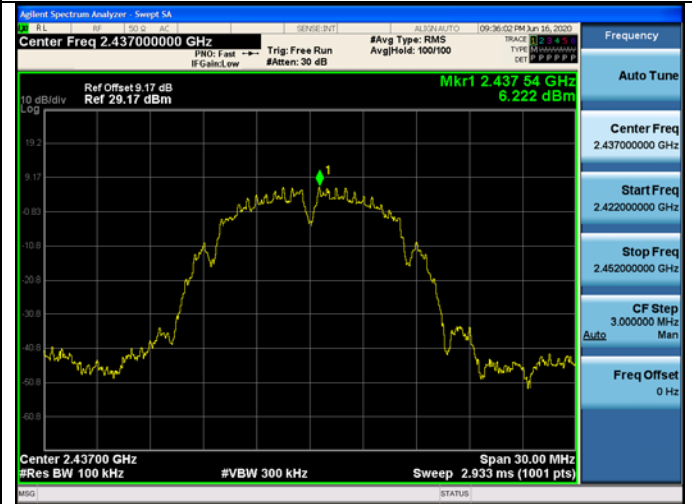 Agilent Spectrum Analyzer - Swept SA
RL RF 50 Ω AC SENSE:INT ALIGN AUTO 09:36:02 PM Jun 16, 2020
Center Freq 2.437000000 GHz
PNO: Fast
IFGain:Low
Trig: Free Run
#Atten: 30 dB
#Avg Type: RMS
Avg|Hold: 100/100
TRACE 1 2 3 4 5 6
TYPE M
DET P P P P P P
Ref Offset 9.17 dB
10 dB/div Ref 29.17 dBm
Log
Mkr1 2.437 54 GHz
6.222 dBm
1
19.2
9.17
-0.83
-10.8
-20.8
-30.8
-40.8
-50.8
-60.8
Center 2.43700 GHz Span 30.00 MHz
#Res BW 100 kHz #VBW 300 kHz Sweep 2.933 ms (1001 pts)
MSG STATUS
Frequency
Auto Tune
Center Freq
2.437000000 GHz
Start Freq
2.422000000 GHz
Stop Freq
2.452000000 GHz
CF Step
3.000000 MHz
Auto Man
Freq Offset
0 Hz